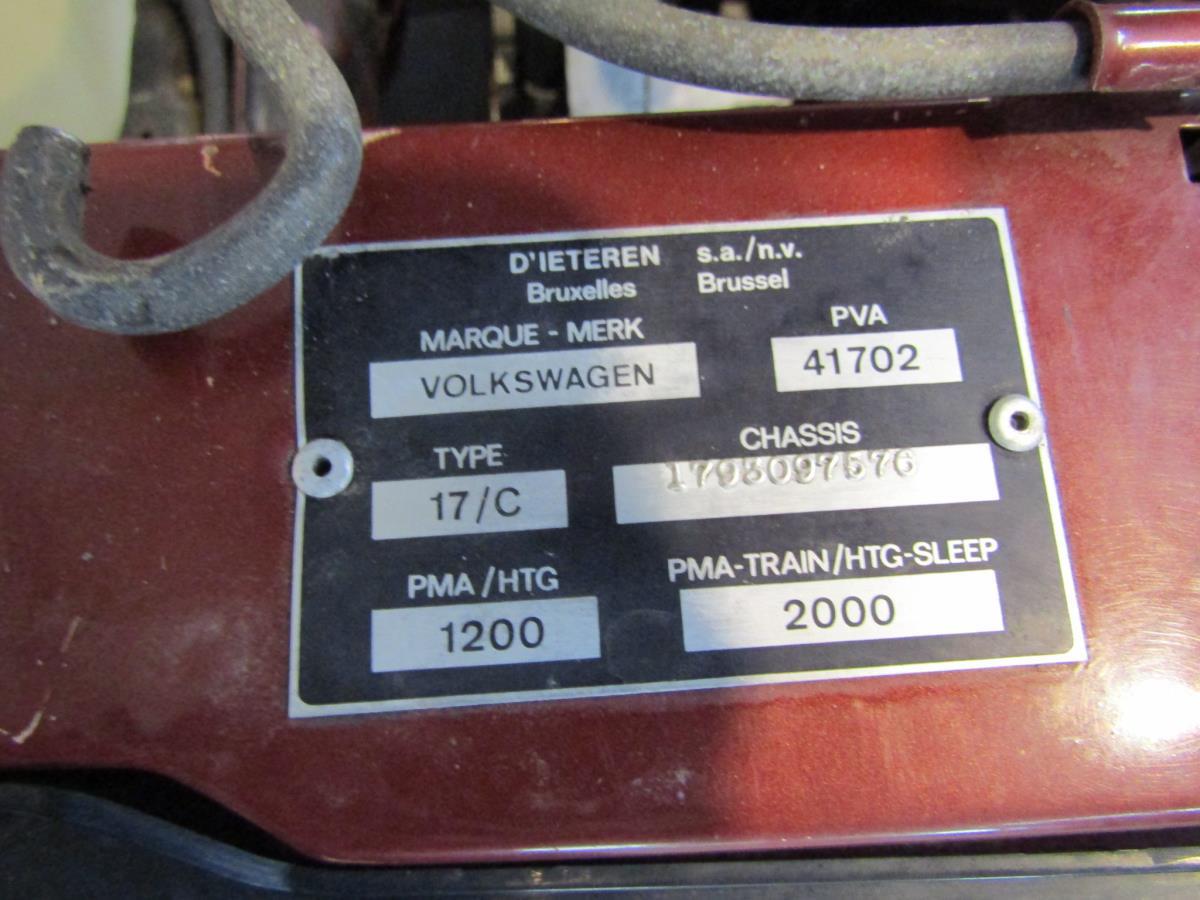 D'IETEREN s.a./n.v.
Bruxelles Brussel
MARQUE - MERK PVA
VOLKSWAGEN 41702
TYPE CHASSIS
17/C 1793097576
PMA/HTG PMA-TRAIN/HTG-SLEEP
1200 2000